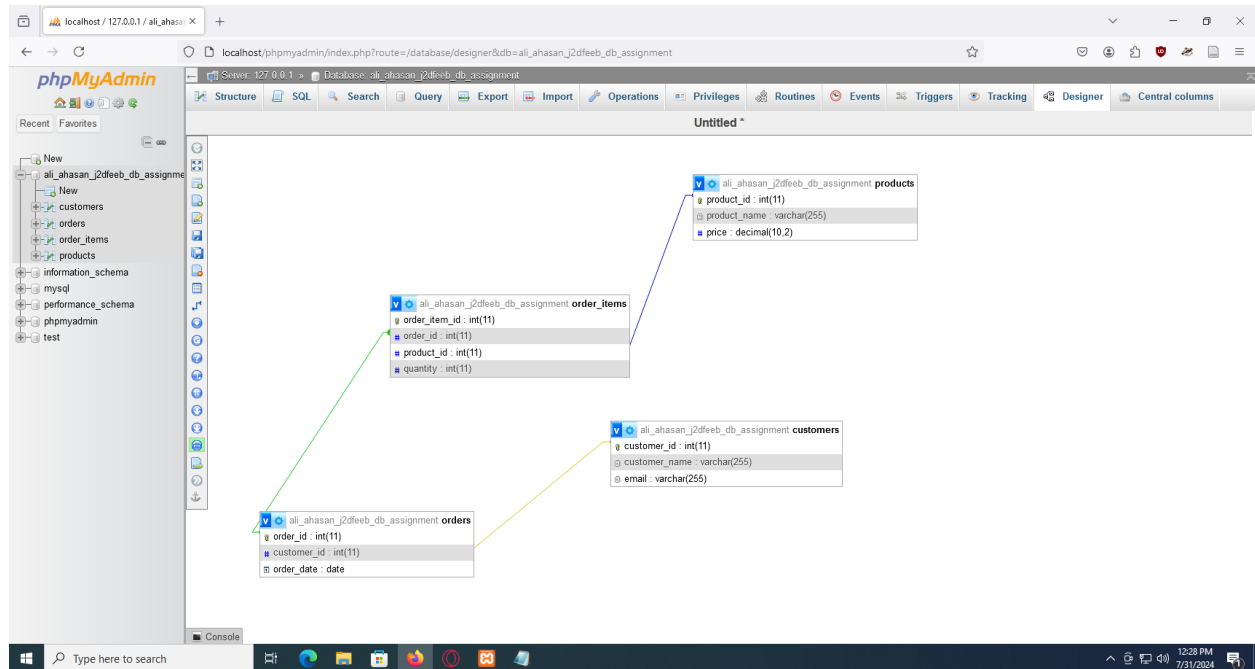 localhost / 127.0.0.1 / ali_ahasan
localhost/phpmyadmin/index.php?route=/database/designer&db=ali_ahasan_j2dfeeb_db_assignment
phpMyAdmin
Server: 127.0.0.1 » Database: ali_ahasan_j2dfeeb_db_assignment
Structure SQL Search Query Export Import Operations Privileges Routines Events Triggers Tracking Designer Central columns
Recent Favorites
Untitled *
New
ali_ahasan_j2dfeeb_db_assignme
New
customers
orders
order_items
products
information_schema
mysql
performance_schema
phpmyadmin
test
ali_ahasan_j2dfeeb_db_assignment products
product_id : int(11)
product_name : varchar(255)
price : decimal(10,2)
ali_ahasan_j2dfeeb_db_assignment order_items
order_item_id : int(11)
order_id : int(11)
product_id : int(11)
quantity : int(11)
ali_ahasan_j2dfeeb_db_assignment customers
customer_id : int(11)
customer_name : varchar(255)
email : varchar(255)
ali_ahasan_j2dfeeb_db_assignment orders
order_id : int(11)
customer_id : int(11)
order_date : date
Console
Type here to search
12:28 PM
7/31/2024